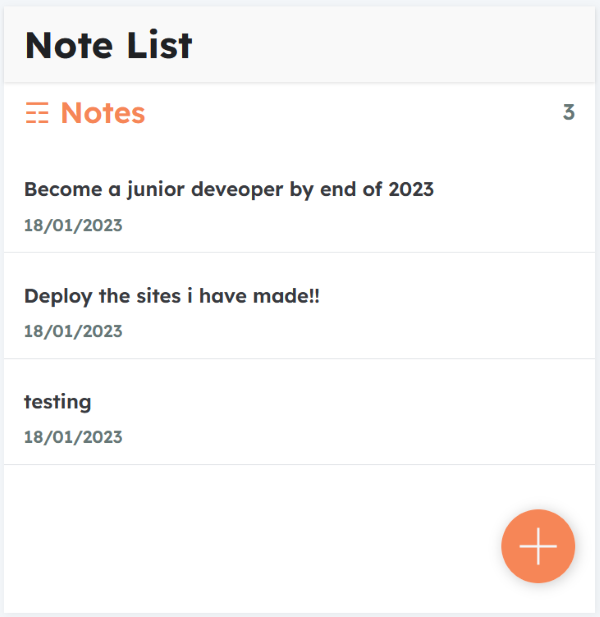 Note List
Notes 3
Become a junior deveoper by end of 2023
18/01/2023
Deploy the sites i have made!!
18/01/2023
testing
18/01/2023